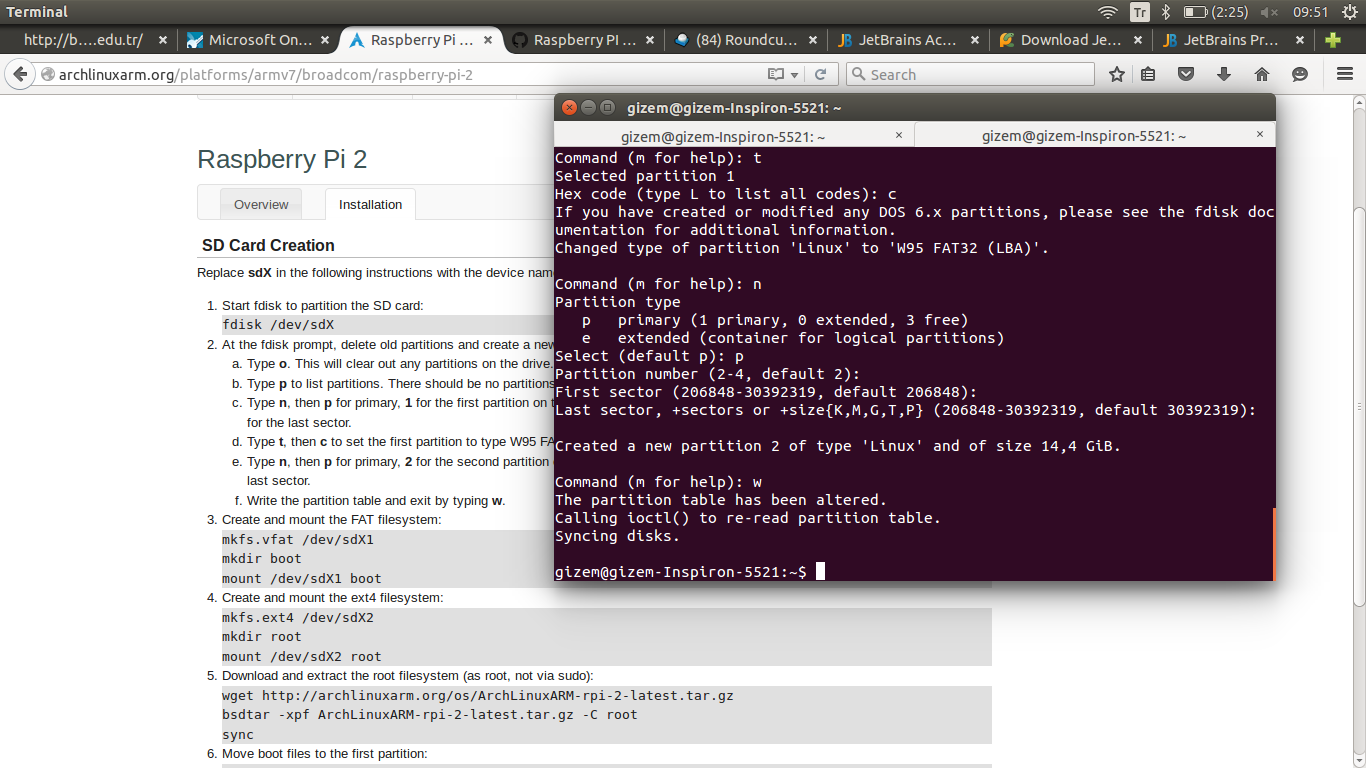 Terminal
Tr
(2:25)
09:51
http://b....edu.tr/
Microsoft On...
Raspberry Pi ...
Raspberry PI ...
(84) Roundcu...
JetBrains Ac...
Download Je...
JetBrains Pr...
archlinuxarm.org/platforms/armv7/broadcom/raspberry-pi-2
Search
Raspberry Pi 2
Overview
Installation
SD Card Creation
Replace sdX in the following instructions with the device name
1. Start fdisk to partition the SD card:
fdisk /dev/sdX
2. At the fdisk prompt, delete old partitions and create a new
a. Type o. This will clear out any partitions on the drive.
b. Type p to list partitions. There should be no partitions
c. Type n, then p for primary, 1 for the first partition on
for the last sector.
d. Type t, then c to set the first partition to type W95
e. Type n, then p for primary, 2 for the second partition
last sector.
f. Write the partition table and exit by typing w.
3. Create and mount the FAT filesystem:
mkfs.vfat /dev/sdX1
mkdir boot
mount /dev/sdX1 boot
4. Create and mount the ext4 filesystem:
mkfs.ext4 /dev/sdX2
mkdir root
mount /dev/sdX2 root
5. Download and extract the root filesystem (as root, not via sudo):
wget http://archlinuxarm.org/os/ArchLinuxARM-rpi-2-latest.tar.gz
bsdtar -xpf ArchLinuxARM-rpi-2-latest.tar.gz -C root
sync
6. Move boot files to the first partition:
gizem@gizem-Inspiron-5521: ~
gizem@gizem-Inspiron-5521: ~
gizem@gizem-Inspiron-5521: ~
Command (m for help): t
Selected partition 1
Hex code (type L to list all codes): c
If you have created or modified any DOS 6.x partitions, please see the fdisk doc
umentation for additional information.
Changed type of partition 'Linux' to 'W95 FAT32 (LBA)'.
Command (m for help): n
Partition type
p primary (1 primary, 0 extended, 3 free)
e extended (container for logical partitions)
Select (default p): p
Partition number (2-4, default 2):
First sector (206848-30392319, default 206848):
Last sector, +sectors or +size{K,M,G,T,P} (206848-30392319, default 30392319):
Created a new partition 2 of type 'Linux' and of size 14,4 GiB.
Command (m for help): w
The partition table has been altered.
Calling ioctl() to re-read partition table.
Syncing disks.
gizem@gizem-Inspiron-5521:~$